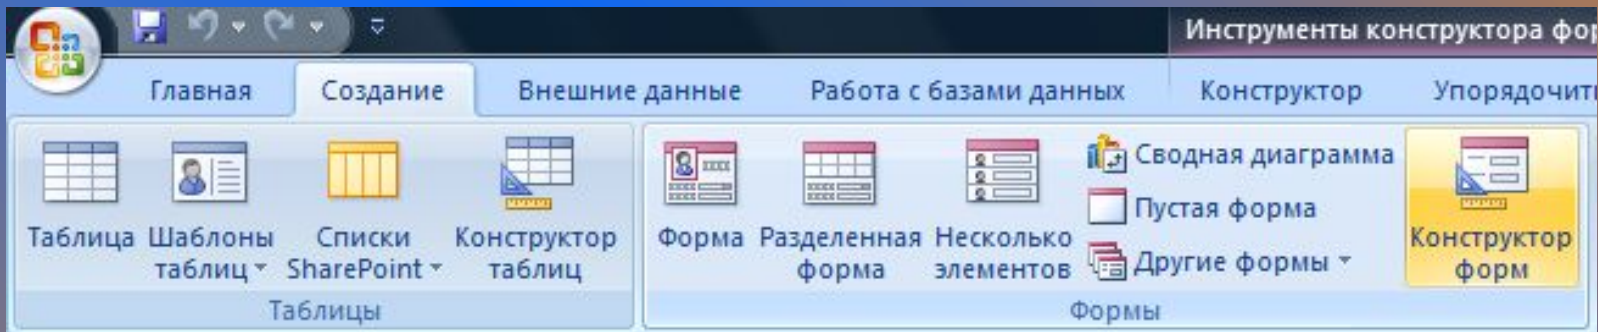 Инструменты конструктора фор
Главная Создание Внешние данные Работа с базами данных Конструктор Упорядочить
Таблица Шаблоны таблиц Списки SharePoint Конструктор таблиц
Таблицы
Форма Разделенная форма Несколько элементов
Сводная диаграмма
Пустая форма
Другие формы
Конструктор форм
Формы